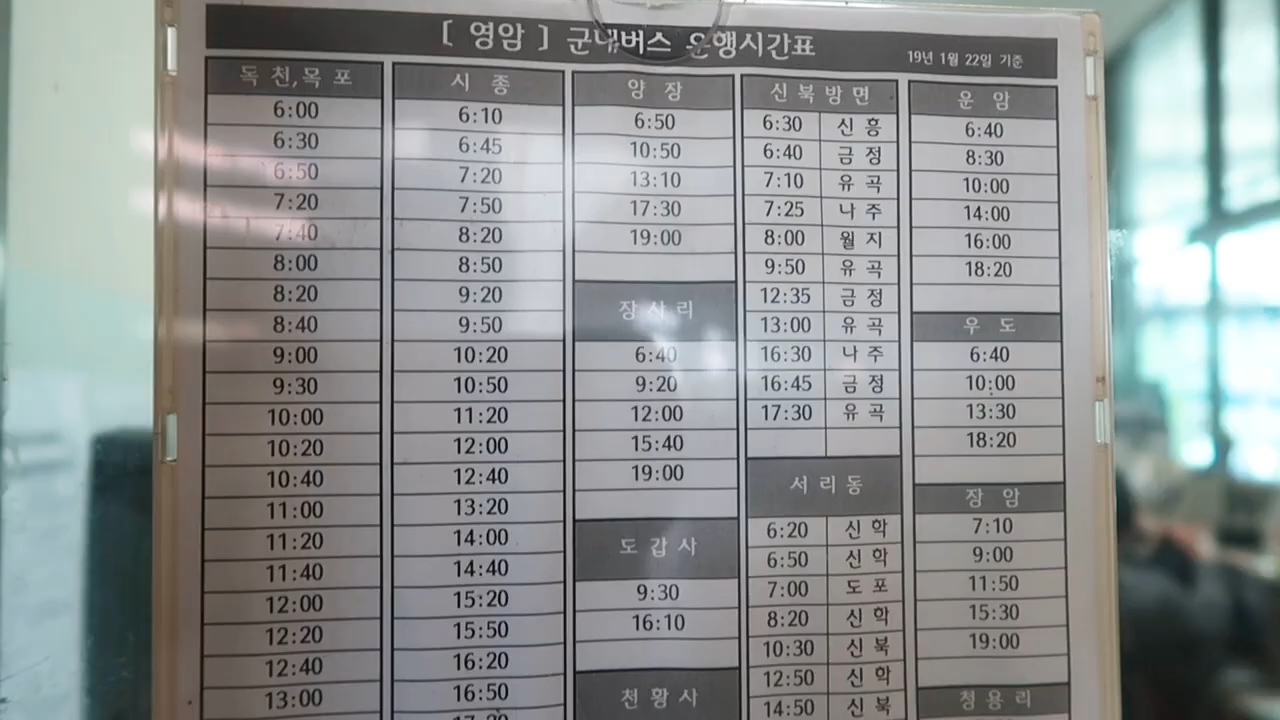 [ 영암 ] 군내버스 운행시간표
19년 1월 22일 기준
독 천,목 포
6:00
6:30
6:50
7:20
7:40
8:00
8:20
8:40
9:00
9:30
10:00
10:20
10:40
11:00
11:20
11:40
12:00
12:20
12:40
13:00
시 종
6:10
6:45
7:20
7:50
8:20
8:50
9:20
9:50
10:20
10:50
11:20
12:00
12:40
13:20
14:00
14:40
15:20
15:50
16:20
16:50
양 장
6:50
10:50
13:10
17:30
19:00
장 사 리
6:40
9:20
12:00
15:40
19:00
도 갑 사
9:30
16:10
천 황 사
신 북 방 면
6:30 신 흥
6:40 금 정
7:10 유 곡
7:25 나 주
8:00 월 지
9:50 유 곡
12:35 금 정
13:00 유 곡
16:30 나 주
16:45 금 정
17:30 유 곡
서 리 동
6:20 신 학
6:50 신 학
7:00 도 포
8:20 신 학
10:30 신 북
12:50 신 학
14:50 신 북
운 암
6:40
8:30
10:00
14:00
16:00
18:20
우 도
6:40
10:00
13:30
18:20
장 암
7:10
9:00
11:50
15:30
19:00
청 용 리